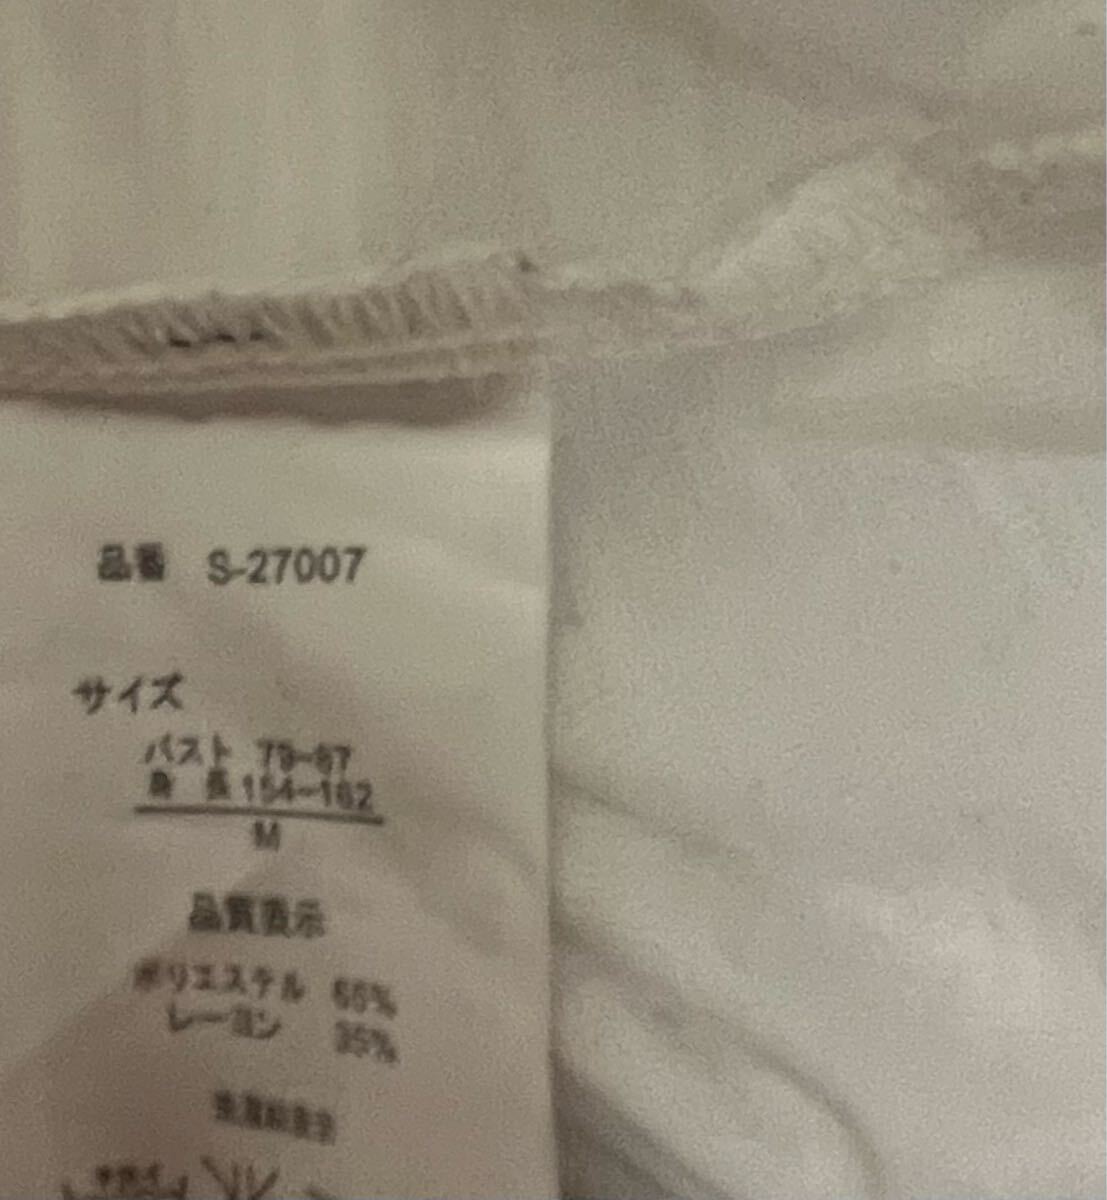 品番 S-27007
サイズ
バスト 79-87
身 長 154-162
M
品質表示
ポリエステル 65%
レーヨン 35%